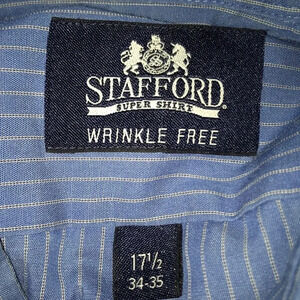 STAFFORD®
SUPER SHIRT
WRINKLE FREE
17½
34-35